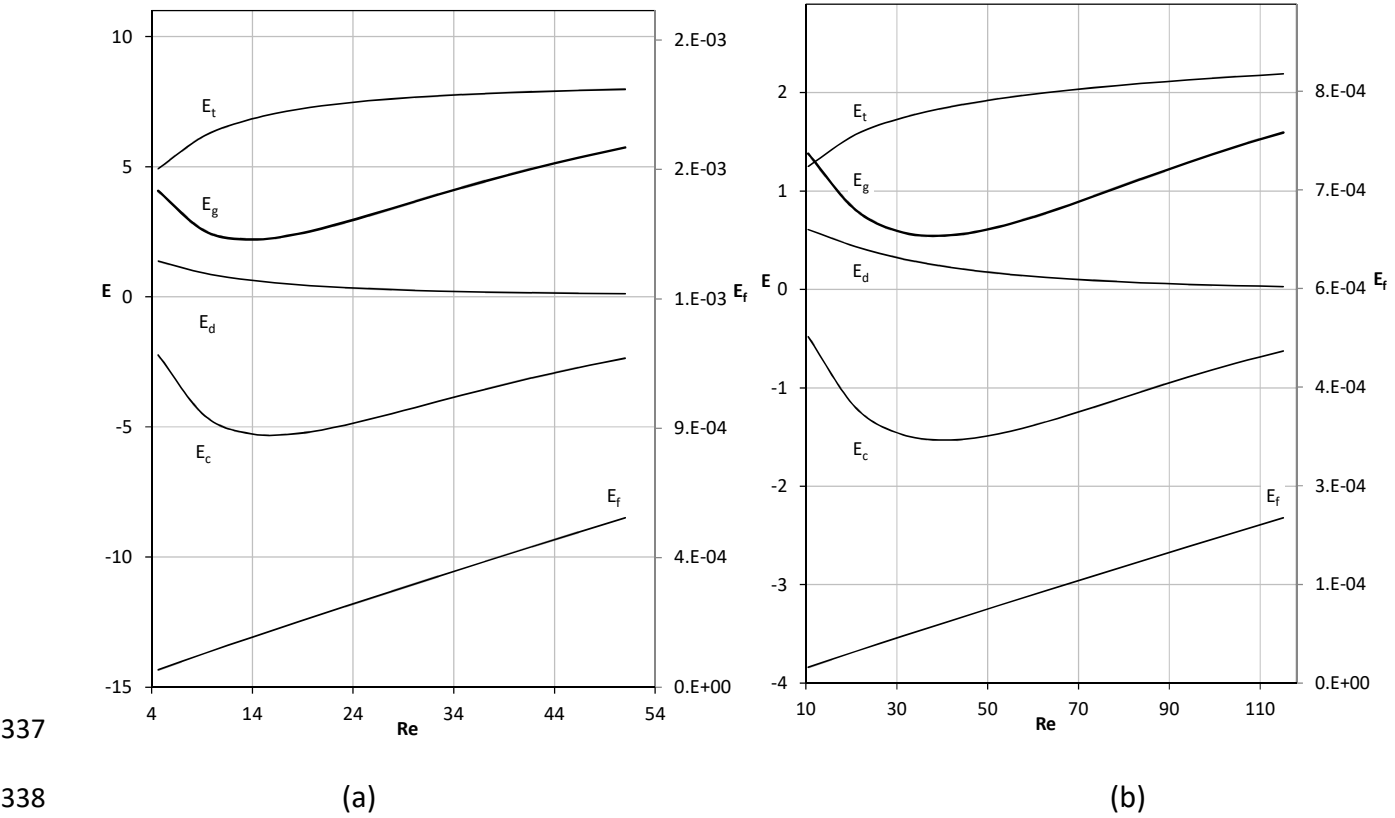 10
5
0
-5
-10
-15
E
2.E-03
2.E-03
1.E-03
9.E-04
4.E-04
0.E+00
E_f
E_t
E_g
E_d
E_c
E_f
4 14 24 34 44 54
Re
2
1
0
-1
-2
-3
-4
E
8.E-04
7.E-04
6.E-04
4.E-04
3.E-04
1.E-04
0.E+00
E_f
E_t
E_g
E_d
E_c
E_f
10 30 50 70 90 110
Re
337
338 (a) (b)